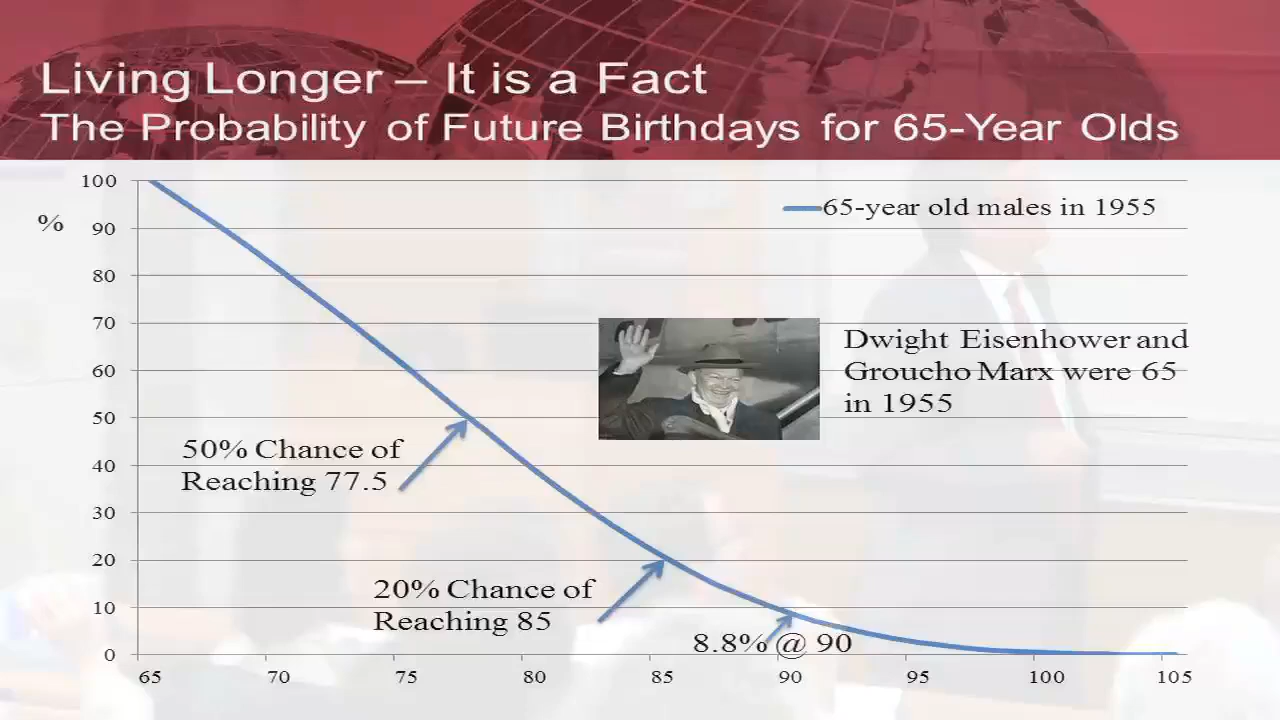 Living Longer – It is a Fact
The Probability of Future Birthdays for 65-Year Olds
%
100
90
80
70
60
50
40
30
20
10
0
65-year old males in 1955
Dwight Eisenhower and
Groucho Marx were 65
in 1955
50% Chance of
Reaching 77.5
20% Chance of
Reaching 85
8.8% @ 90
65 70 75 80 85 90 95 100 105